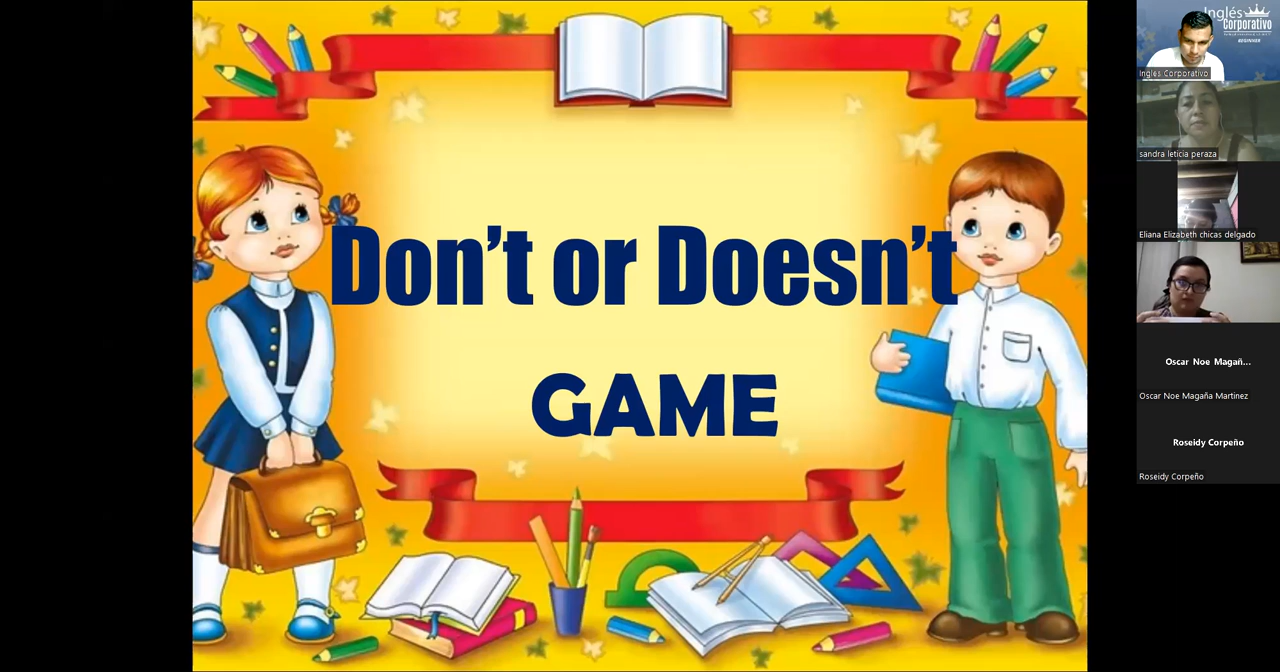 Don't or Doesn't
GAME
Inglés
Corporativo
BEGINNER
Inglés Corporativo
sandra leticia peraza
Eliana Elizabeth chicas delgado
Oscar Noe Magañ...
Oscar Noe Magaña Martinez
Roseidy Corpeño
Roseidy Corpeño